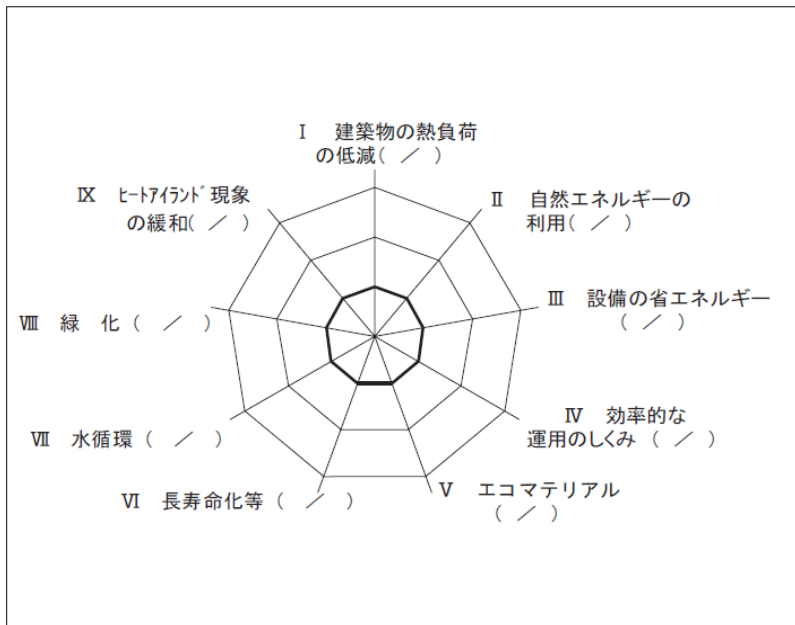 Ⅰ 建築物の熱負荷
の低減( ／ )
Ⅱ 自然エネルギーの
利用( ／ )
Ⅲ 設備の省エネルギー
( ／ )
Ⅳ 効率的な
運用のしくみ ( ／ )
Ⅴ エコマテリアル
( ／ )
Ⅵ 長寿命化等 ( ／ )
Ⅶ 水循環 ( ／ )
Ⅷ 緑 化 ( ／ )
Ⅸ ﾋｰﾄｱｲﾗﾝﾄﾞ現象
の緩和( ／ )